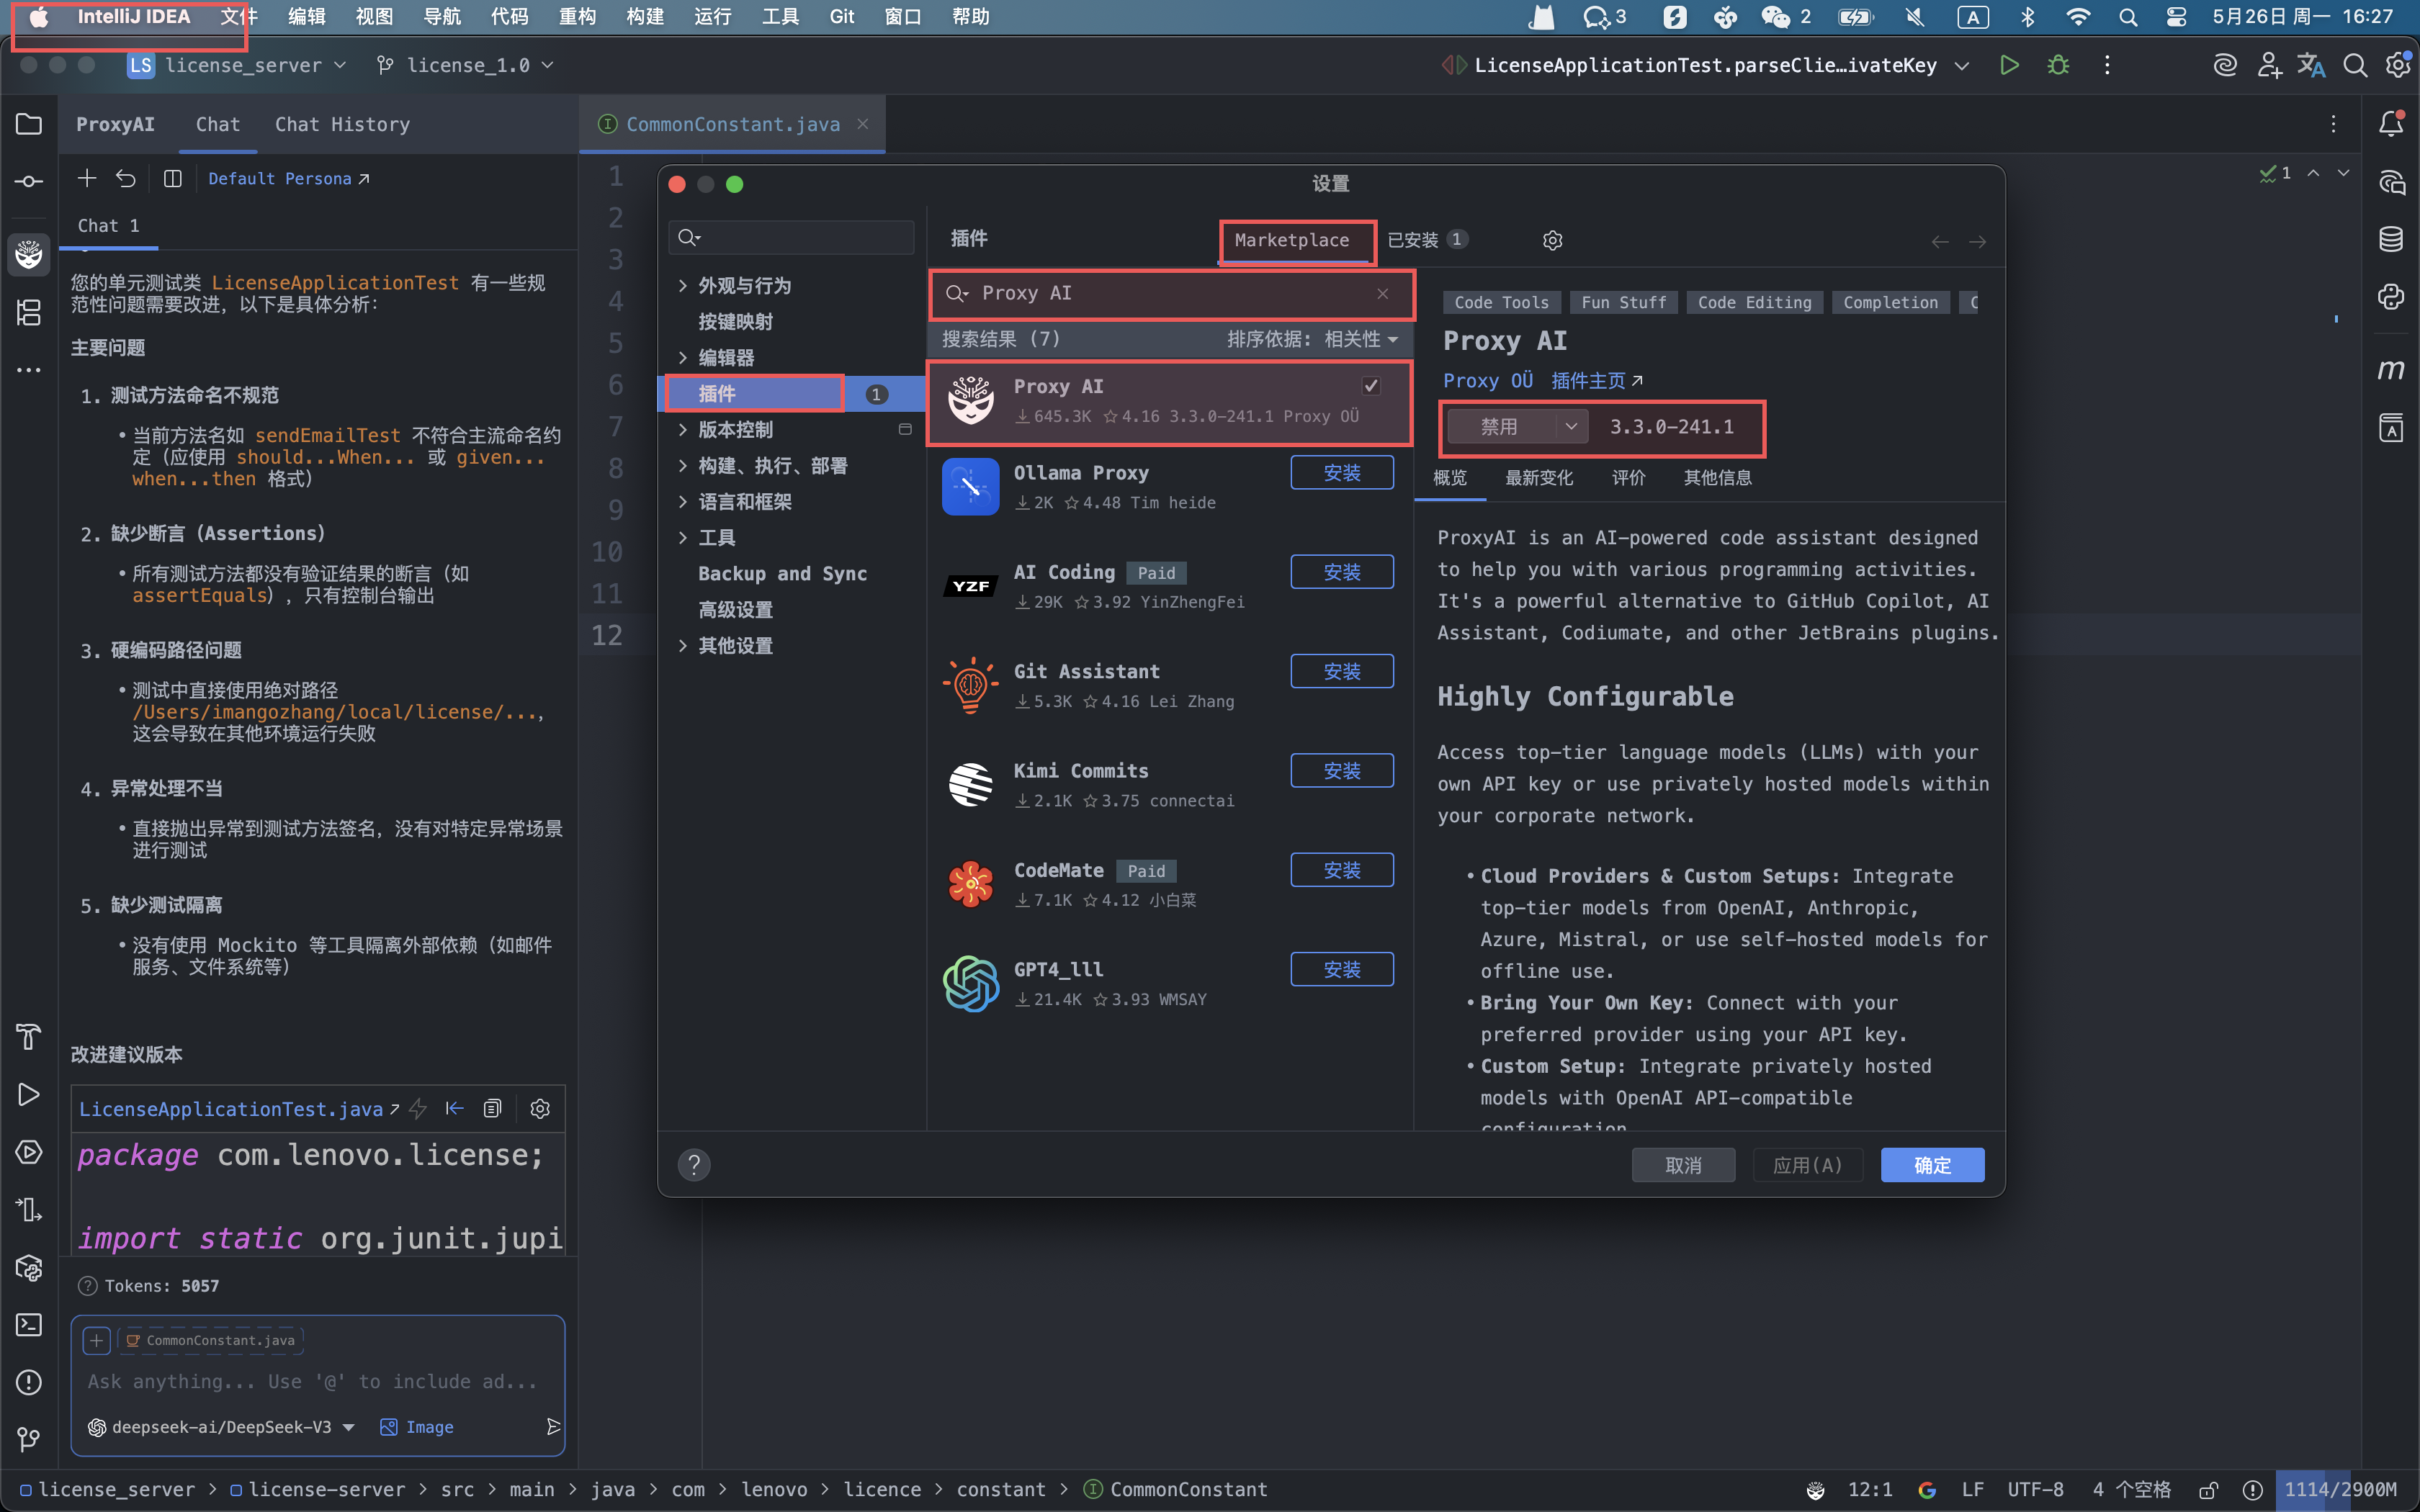 IntelliJ IDEA 文件 编辑 视图 导航 代码 重构 构建 运行 工具 Git 窗口 帮助 3 2 A 5月26日 周一 16:27
LS license_server license_1.0 LicenseApplicationTest.parseClie…ivateKey
ProxyAI Chat Chat History
CommonConstant.java
Default Persona
Chat 1
您的单元测试类 LicenseApplicationTest 有一些规
范性问题需要改进，以下是具体分析：
主要问题
1. 测试方法命名不规范
• 当前方法名如 sendEmailTest 不符合主流命名约
定（应使用 should...When... 或 given...
when...then 格式）
2. 缺少断言（Assertions）
• 所有测试方法都没有验证结果的断言（如
assertEquals），只有控制台输出
3. 硬编码路径问题
• 测试中直接使用绝对路径
/Users/imangozhang/local/license/...，
这会导致在其他环境运行失败
4. 异常处理不当
• 直接抛出异常到测试方法签名，没有对特定异常场景
进行测试
5. 缺少测试隔离
• 没有使用 Mockito 等工具隔离外部依赖（如邮件
服务、文件系统等）
改进建议版本
LicenseApplicationTest.java
package com.lenovo.license;
import static org.junit.jupi
Tokens: 5057
CommonConstant.java
Ask anything... Use '@' to include ad...
deepseek-ai/DeepSeek-V3 Image
1
2
3
4
5
6
7
8
9
10
11
12
1
设置
外观与行为
按键映射
编辑器
插件 1
版本控制
构建、执行、部署
语言和框架
工具
Backup and Sync
高级设置
其他设置
插件 Marketplace 已安装 1
Proxy AI
搜索结果 (7) 排序依据: 相关性
Proxy AI
645.3K 4.16 3.3.0-241.1 Proxy OÜ
Ollama Proxy 安装
2K 4.48 Tim heide
AI Coding Paid 安装
YZF
29K 3.92 YinZhengFei
Git Assistant 安装
5.3K 4.16 Lei Zhang
Kimi Commits 安装
2.1K 3.75 connectai
CodeMate Paid 安装
7.1K 4.12 小白菜
GPT4_lll 安装
21.4K 3.93 WMSAY
Code Tools Fun Stuff Code Editing Completion
Proxy AI
Proxy OÜ 插件主页
禁用 3.3.0-241.1
概览 最新变化 评价 其他信息
ProxyAI is an AI-powered code assistant designed
to help you with various programming activities.
It's a powerful alternative to GitHub Copilot, AI
Assistant, Codiumate, and other JetBrains plugins.
Highly Configurable
Access top-tier language models (LLMs) with your
own API key or use privately hosted models within
your corporate network.
• Cloud Providers & Custom Setups: Integrate
top-tier models from OpenAI, Anthropic,
Azure, Mistral, or use self-hosted models for
offline use.
• Bring Your Own Key: Connect with your
preferred provider using your API key.
• Custom Setup: Integrate privately hosted
models with OpenAI API-compatible
configuration
? 取消 应用(A) 确定
license_server > license-server > src > main > java > com > lenovo > licence > constant > CommonConstant 12:1 LF UTF-8 4 个空格 1114/2900M